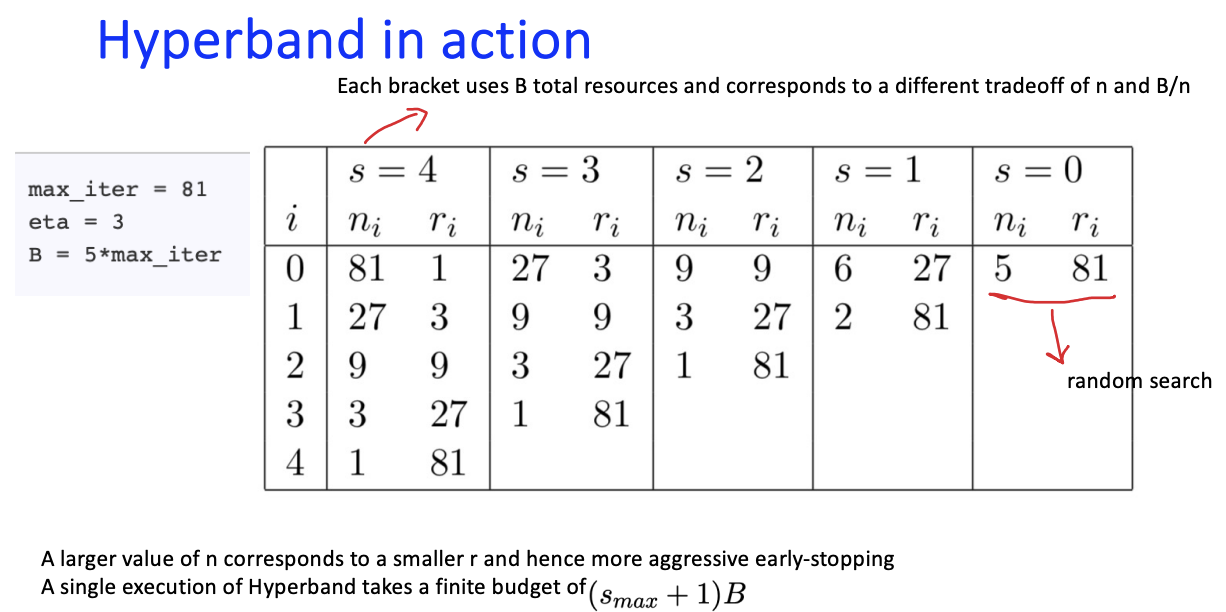 Hyperband in action
Each bracket uses B total resources and corresponds to a different tradeoff of n and B/n
max_iter = 81
eta = 3
B = 5*max_iter
s = 4 s = 3 s = 2 s = 1 s = 0
i n_i r_i n_i r_i n_i r_i n_i r_i n_i r_i
0 81 1 27 3 9 9 6 27 5 81
1 27 3 9 9 3 27 2 81
2 9 9 3 27 1 81
3 3 27 1 81
4 1 81
random search
A larger value of n corresponds to a smaller r and hence more aggressive early-stopping
A single execution of Hyperband takes a finite budget of (s_max + 1)B